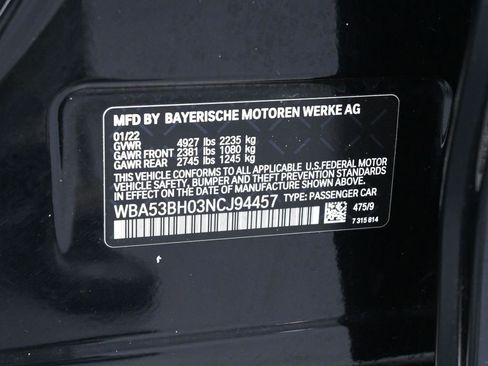 MFD BY BAYERISCHE MOTOREN WERKE AG
01/22
GVWR 4927 lbs 2235 kg
GAWR FRONT 2381 lbs 1080 kg
GAWR REAR 2745 lbs 1245 kg
THIS VEHICLE CONFORMS TO ALL APPLICABLE U.S.FEDERAL MOTOR
VEHICLE SAFETY, BUMPER, AND THEFT PREVENTION STANDARDS
IN EFFECT ON THE DATE OF MANUFACTURE SHOWN ABOVE.
WBA53BH03NCJ94457 TYPE: PASSENGER CAR
475/9
7 315 814